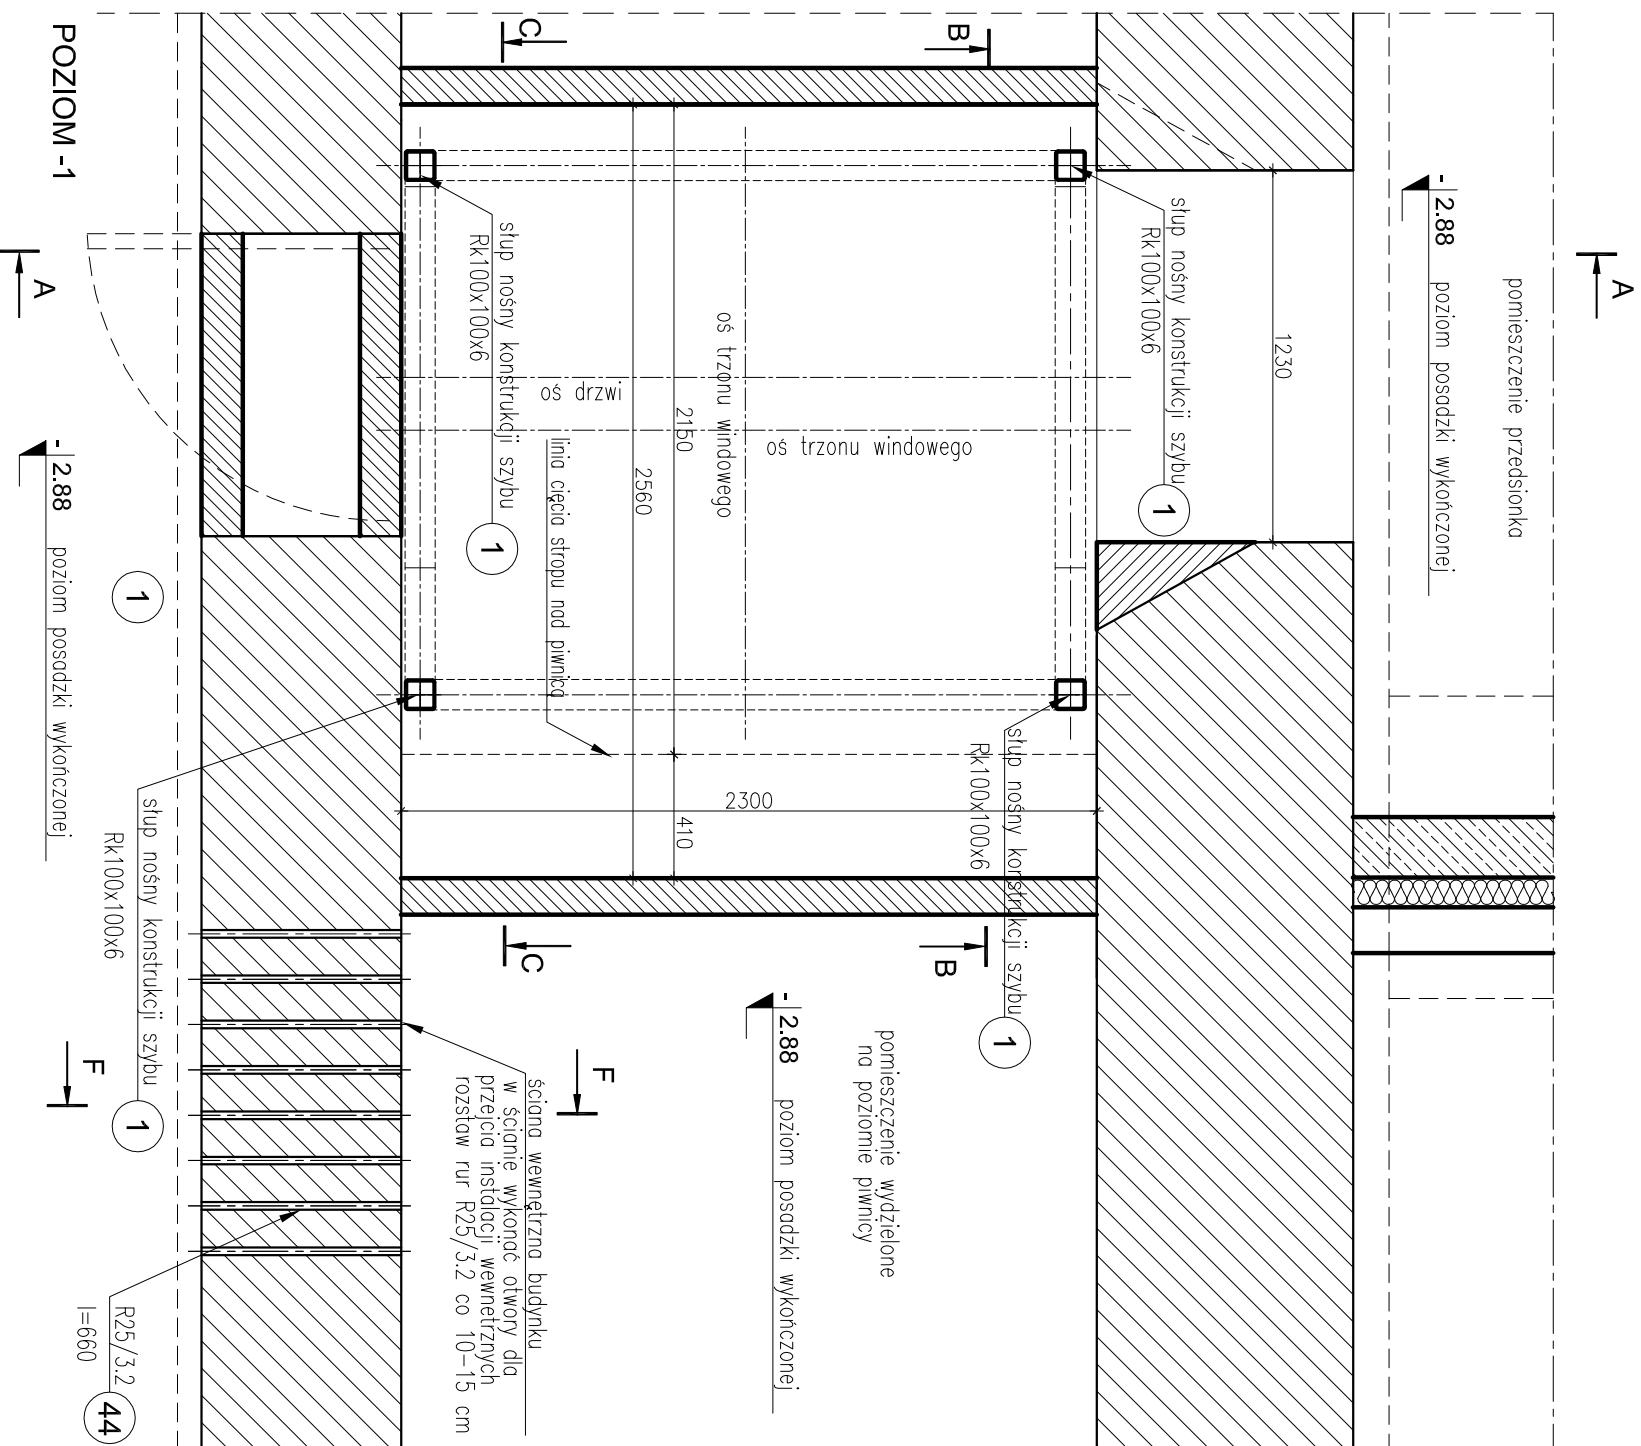 POZIOM -1
A
A
- 2.88 poziom posadzki wykończonej
pomieszczenie przedsionka
B
C
1230
słup nośny konstrukcji szybu
Rk100x100x6
1
słup nośny konstrukcji szybu
Rk100x100x6
1
oś trzonu windowego
oś trzonu windowego
oś drzwi
2150
2560
linia cięcia stropu nad piwnicą
2300
410
słup nośny konstrukcji szybu
Rk100x100x6
1
słup nośny konstrukcji szybu
Rk100x100x6
1
1
- 2.88 poziom posadzki wykończonej
B
C
F
F
pomieszczenie wydzielone
na poziomie piwnicy
- 2.88 poziom posadzki wykończonej
ściana wewnętrzna budynku
w ścianie wykonać otwory dla
przejcia instalacji wewnetrznych
rozstaw rur R25/3.2 co 10-15 cm
R25/3.2
l=660
44